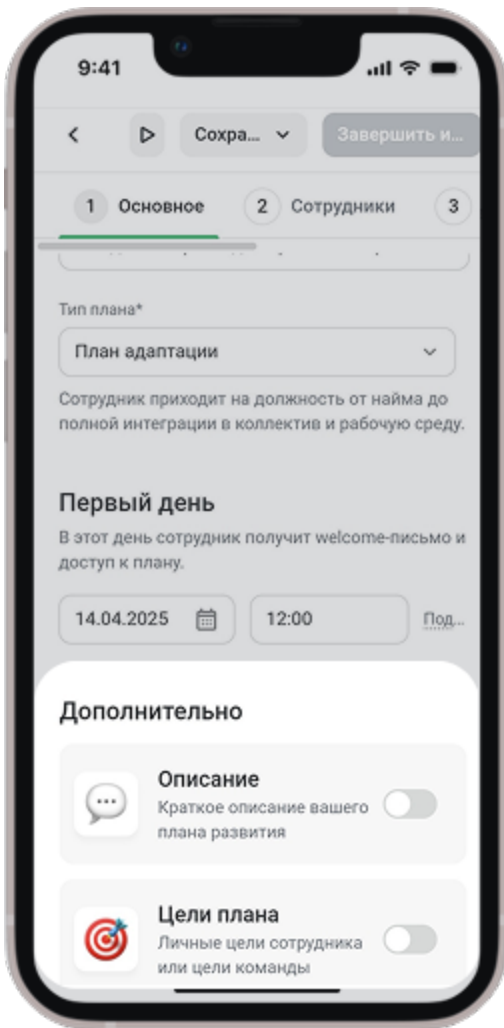 9:41
Сохра...
Завершить и...
1 Основное
2 Сотрудники
3
Тип плана*
План адаптации
Сотрудник приходит на должность от найма до
полной интеграции в коллектив и рабочую среду.
Первый день
В этот день сотрудник получит welcome-письмо и
доступ к плану.
14.04.2025
12:00
Под...
Дополнительно
Описание
Краткое описание вашего
плана развития
Цели плана
Личные цели сотрудника
или цели команды